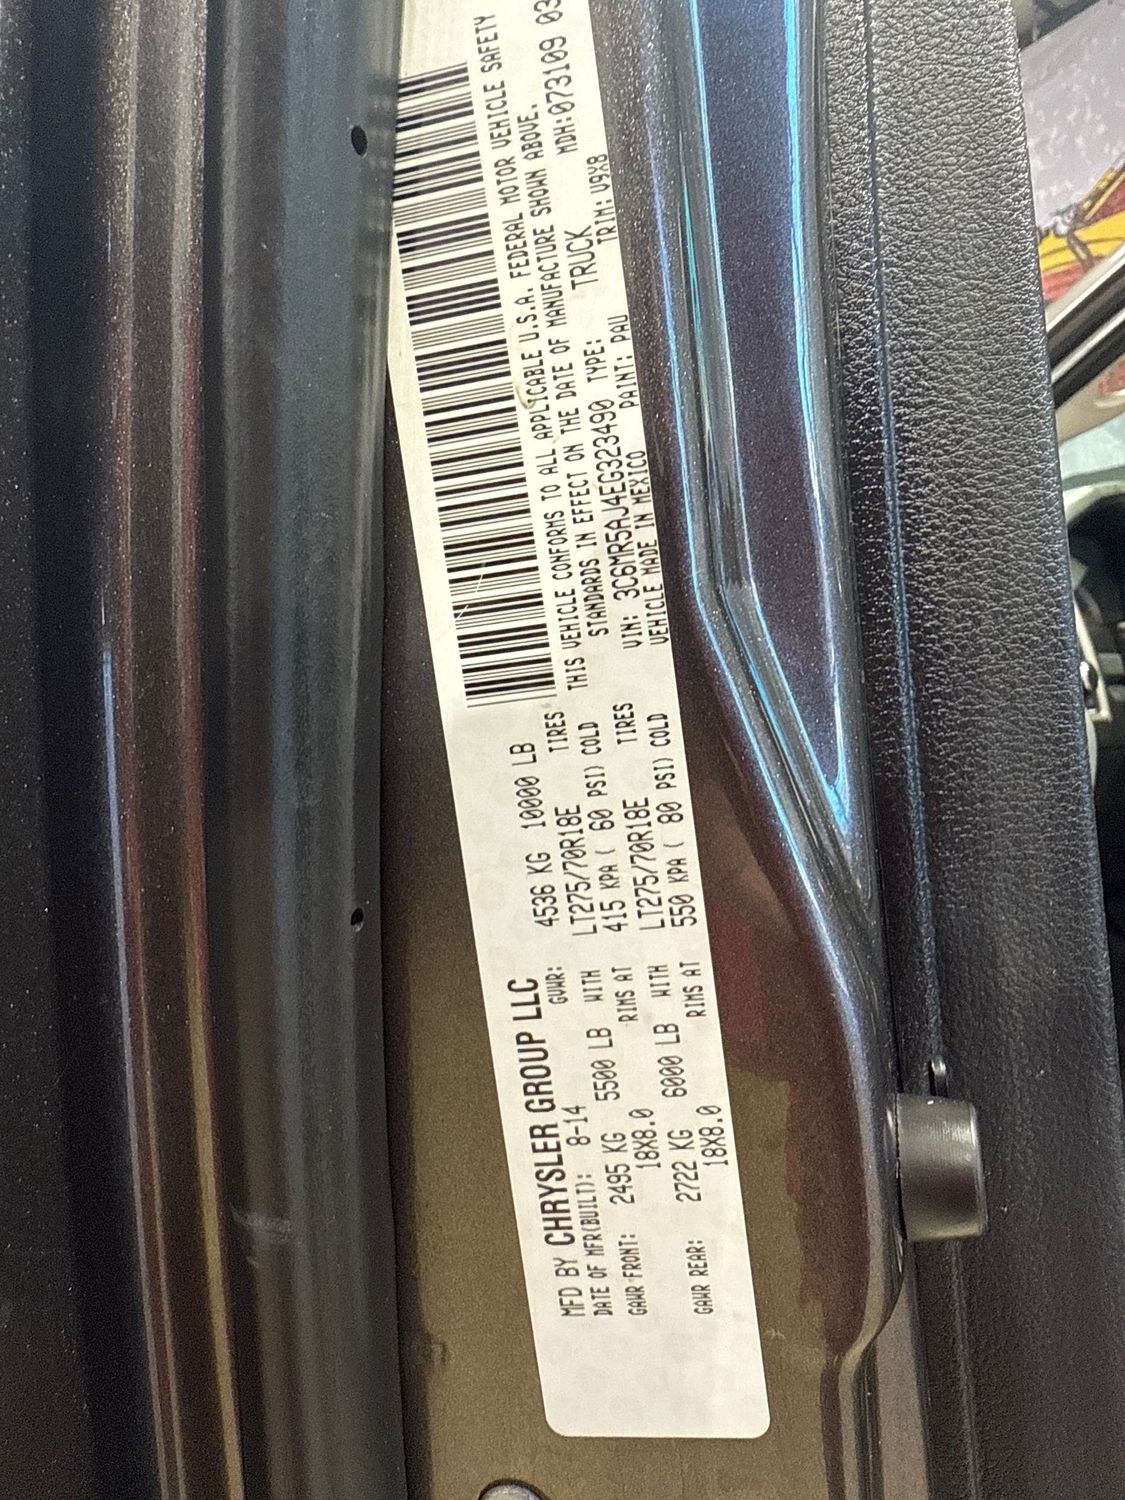 MFD BY CHRYSLER GROUP LLC
DATE OF MFR(BUILT): 8-14 GVWR: 4536 KG 10000 LB
GAWR FRONT: 2495 KG 5500 LB WITH LT275/70R18E TIRES
18X8.0 RIMS AT 415 KPA ( 60 PSI) COLD
GAWR REAR: 2722 KG 6000 LB WITH LT275/70R18E TIRES
18X8.0 RIMS AT 550 KPA ( 80 PSI) COLD
THIS VEHICLE CONFORMS TO ALL APPLICABLE U.S.A. FEDERAL MOTOR VEHICLE SAFETY
STANDARDS IN EFFECT ON THE DATE OF MANUFACTURE SHOWN ABOVE.
VIN: 3C6MR5AJ4EG323490 TYPE: TRUCK MDH:073109 03
VEHICLE MADE IN MEXICO PAINT: PAU TRIM: V9X8